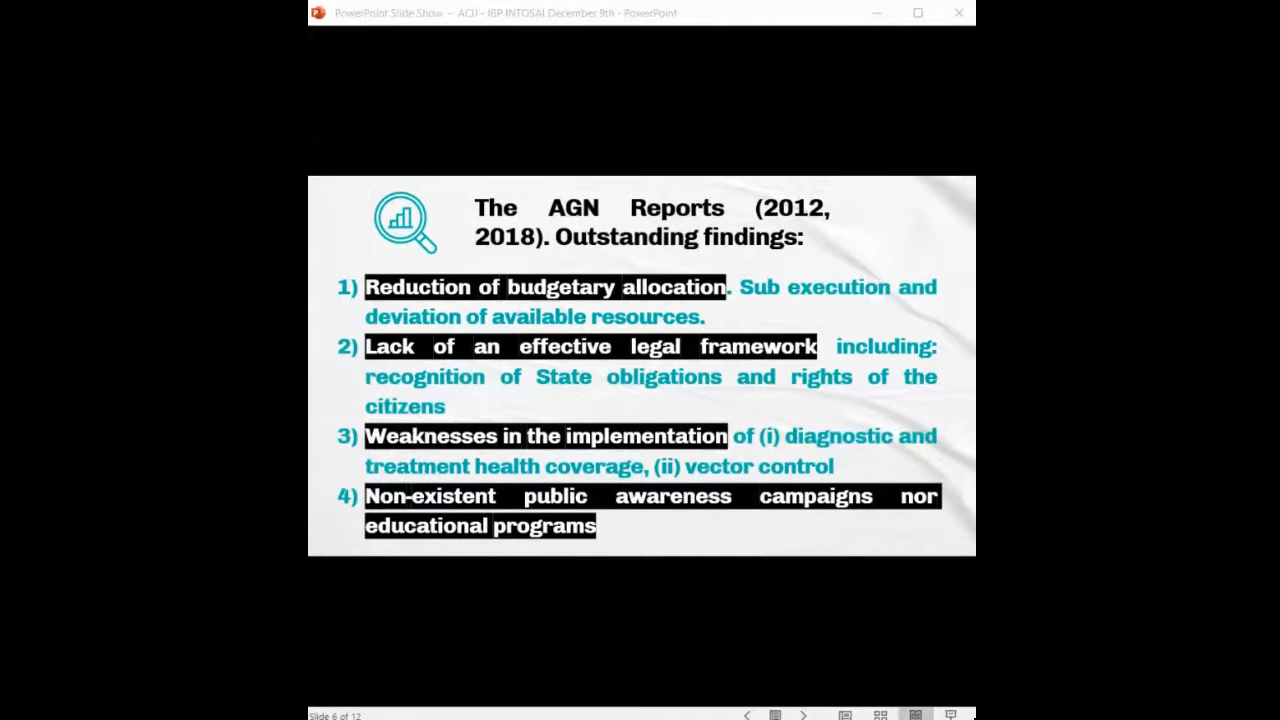 PowerPoint Slide Show - ACIJ - IBP INTOSAI December 9th - PowerPoint
The AGN Reports (2012,
2018). Outstanding findings:
1) Reduction of budgetary allocation. Sub execution and
deviation of available resources.
2) Lack of an effective legal framework including:
recognition of State obligations and rights of the
citizens
3) Weaknesses in the implementation of (i) diagnostic and
treatment health coverage, (ii) vector control
4) Non-existent public awareness campaigns nor
educational programs
Slide 6 of 12